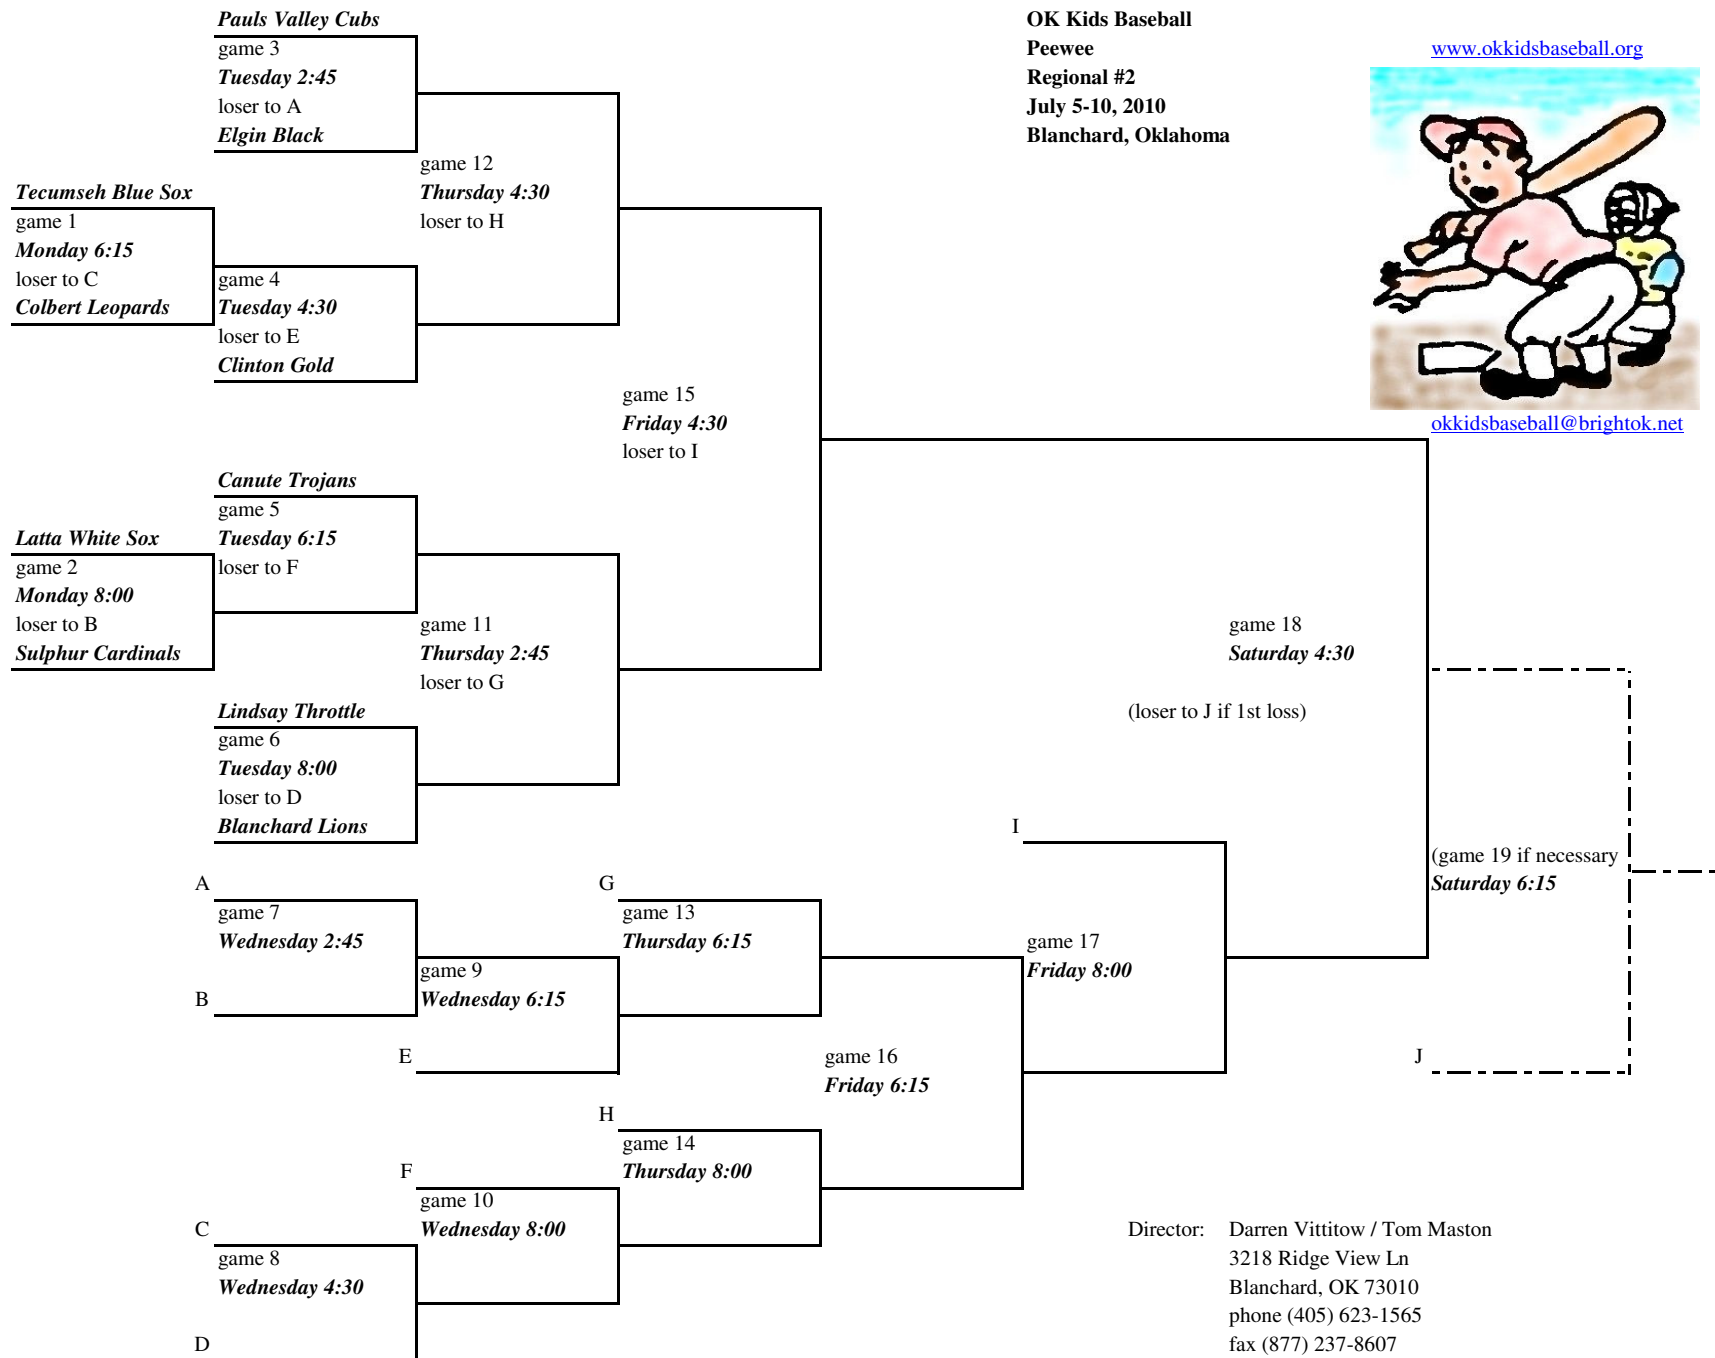 Pauls Valley Cubs
game 3
Tuesday 2:45
loser to A
Elgin Black
OK Kids Baseball
Peewee
Regional #2
July 5-10, 2010
Blanchard, Oklahoma
www.okkidsbaseball.org
okkidsbaseball@brightok.net
game 12
Thursday 4:30
loser to H
Tecumseh Blue Sox
game 1
Monday 6:15
loser to C
Colbert Leopards
game 4
Tuesday 4:30
loser to E
Clinton Gold
game 15
Friday 4:30
loser to I
Canute Trojans
game 5
Tuesday 6:15
loser to F
Latta White Sox
game 2
Monday 8:00
loser to B
Sulphur Cardinals
game 11
Thursday 2:45
loser to G
game 18
Saturday 4:30
(loser to J if 1st loss)
Lindsay Throttle
game 6
Tuesday 8:00
loser to D
Blanchard Lions
I
(game 19 if necessary
Saturday 6:15
A
game 7
Wednesday 2:45
B
G
game 13
Thursday 6:15
game 17
Friday 8:00
game 9
Wednesday 6:15
E
game 16
Friday 6:15
J
H
game 14
Thursday 8:00
F
game 10
Wednesday 8:00
C
game 8
Wednesday 4:30
D
Director: Darren Vittitow / Tom Maston
3218 Ridge View Ln
Blanchard, OK 73010
phone (405) 623-1565
fax (877) 237-8607